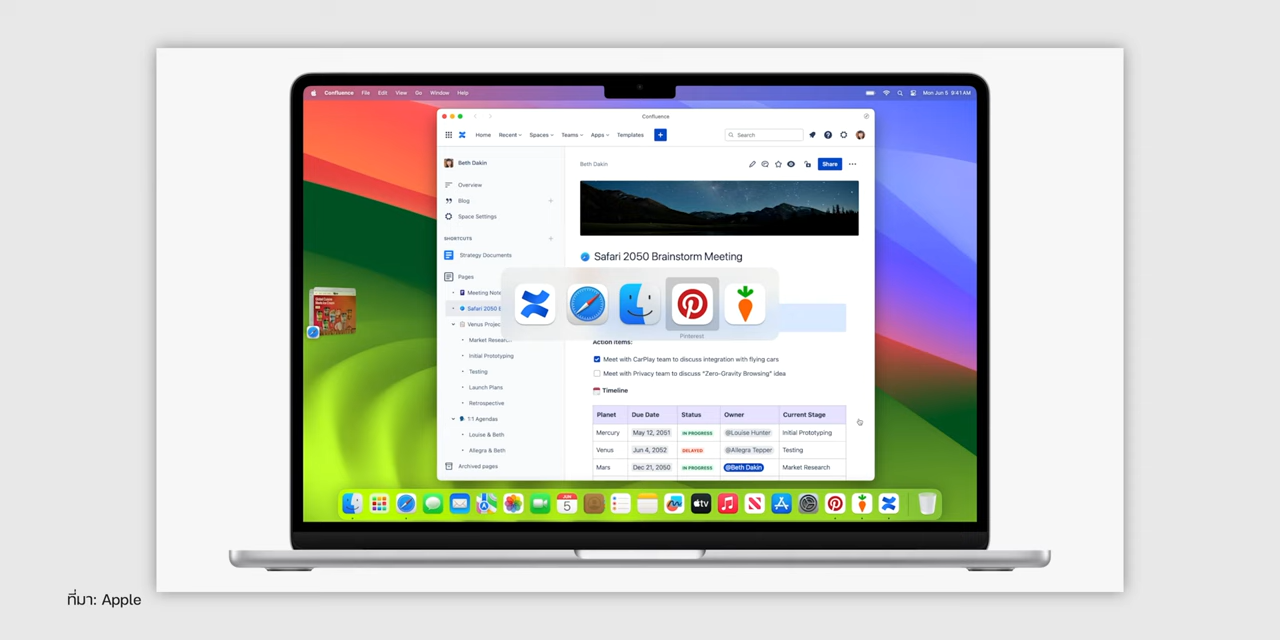 Confluence File Edit View Go Window Help
Mon Jun 5 9:41 AM
Confluence
Home Recent Spaces Teams Apps Templates
Search
Beth Dakin
Overview
Blog
Space Settings
SHORTCUTS
Strategy Documents
Pages
Meeting Not
Safari 2050
Venus Projec
Market Resear
Initial Prototyping
Testing
Launch Plans
Retrospective
1:1 Agendas
Louise & Beth
Allegra & Beth
Archived pages
Beth Dakin
Share
Safari 2050 Brainstorm Meeting
Pinterest
Action Items:
Meet with CarPlay team to discuss integration with flying cars
Meet with Privacy team to discuss “Zero-Gravity Browsing” idea
Timeline
Planet Due Date Status Owner Current Stage
Mercury May 12, 2051 IN PROGRESS @Louise Hunter Initial Prototyping
Venus Jun 4, 2052 DELAYED @Allegra Tepper Testing
Mars Dec 21, 2050 IN PROGRESS @Beth Dakin Market Research
JUN
5
tv
ที่มา: Apple